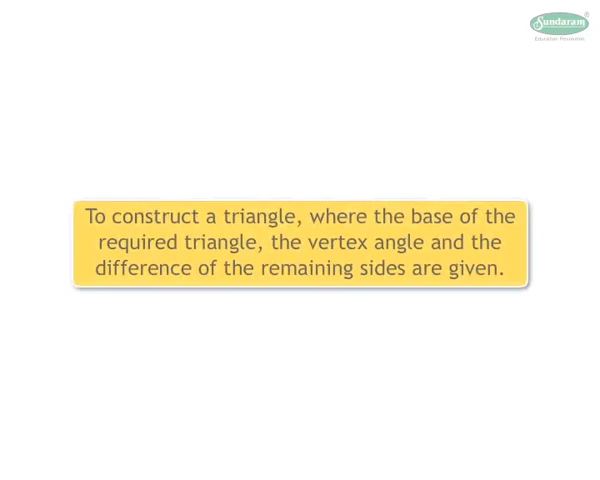 Sundaram
To construct a triangle, where the base of the
required triangle, the vertex angle and the
difference of the remaining sides are given.